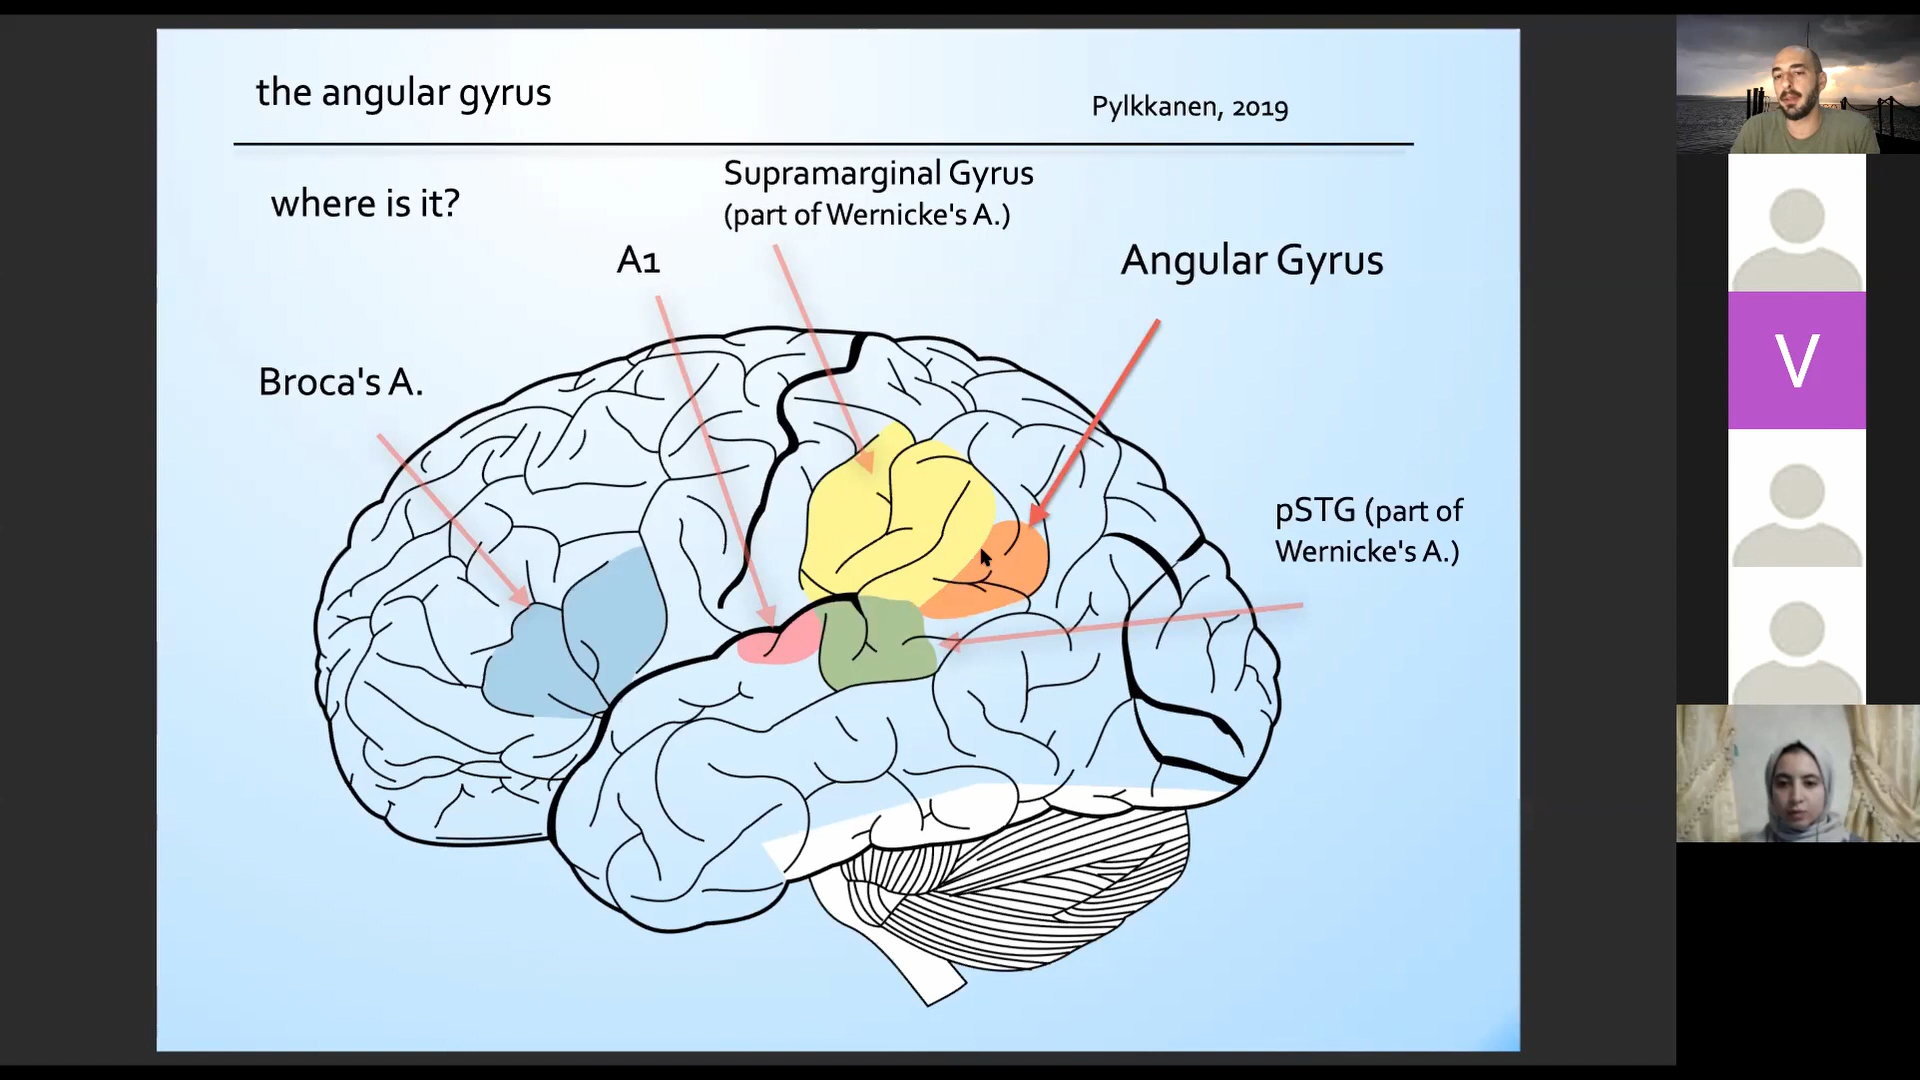 the angular gyrus
Pylkkanen, 2019
where is it?
Supramarginal Gyrus
(part of Wernicke's A.)
A1
Angular Gyrus
Broca's A.
pSTG (part of
Wernicke's A.)
V